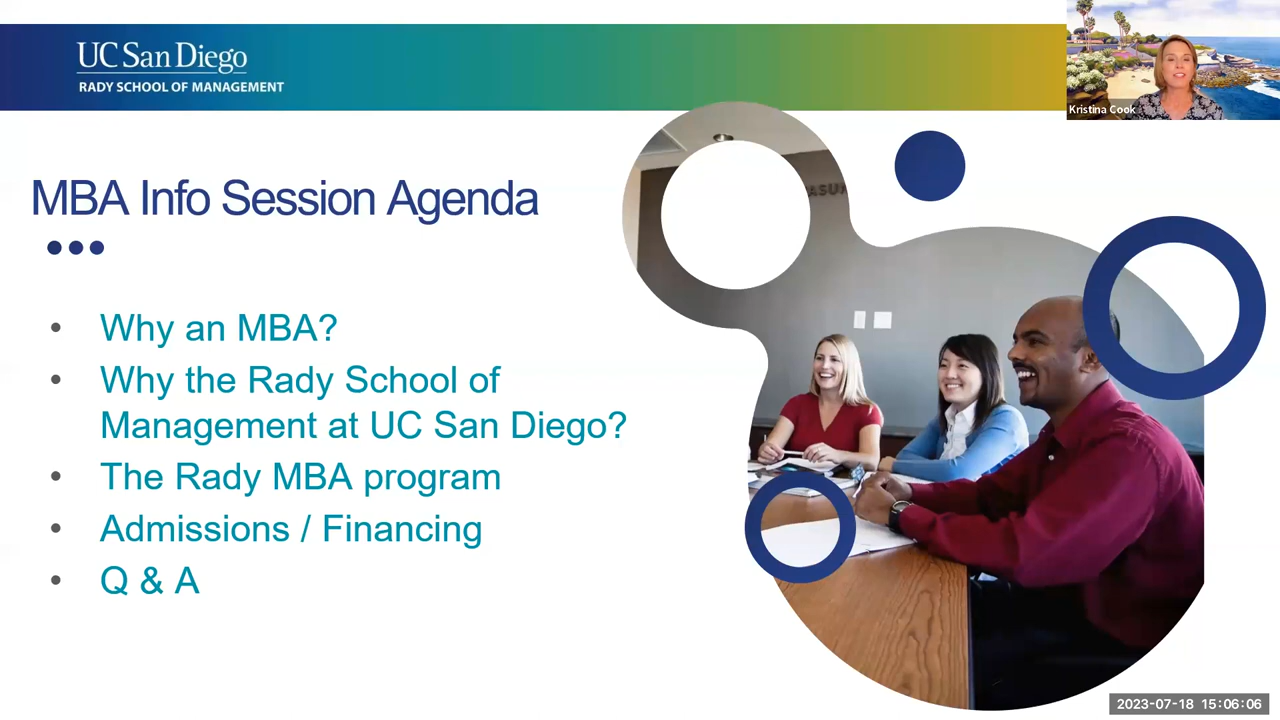 UC San Diego
RADY SCHOOL OF MANAGEMENT
Kristina Cook
MBA Info Session Agenda
• Why an MBA?
• Why the Rady School of
Management at UC San Diego?
• The Rady MBA program
• Admissions / Financing
• Q & A
2023-07-18 15:06:06